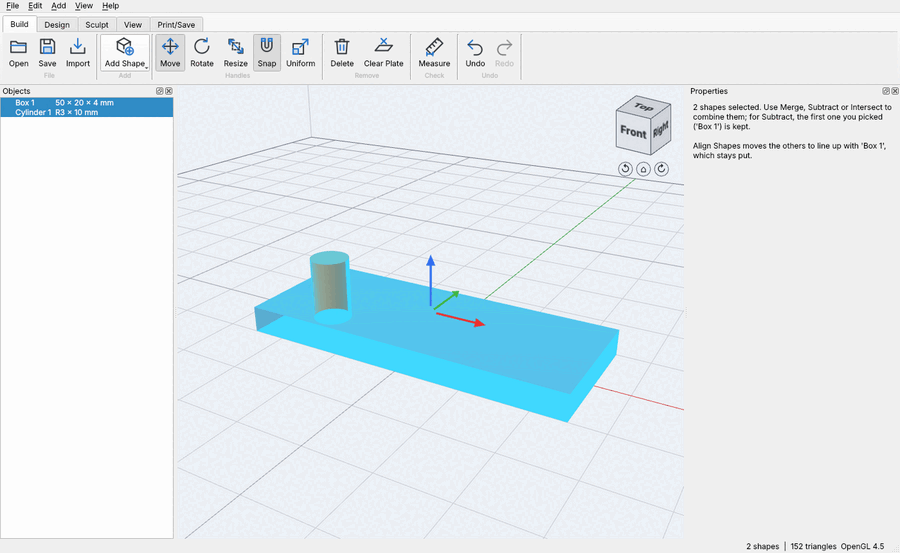 File Edit Add View Help
Build Design Sculpt View Print/Save
Open Save Import Add Shape Move Rotate Resize Snap Uniform Delete Clear Plate Measure Undo Redo
File Add Handles Remove Check Undo
Objects
Box 1 50 × 20 × 4 mm
Cylinder 1 R3 × 10 mm
Top
Front
Right
Properties
2 shapes selected. Use Merge, Subtract or Intersect to
combine them; for Subtract, the first one you picked
('Box 1') is kept.
Align Shapes moves the others to line up with 'Box 1',
which stays put.
2 shapes | 152 triangles OpenGL 4.5